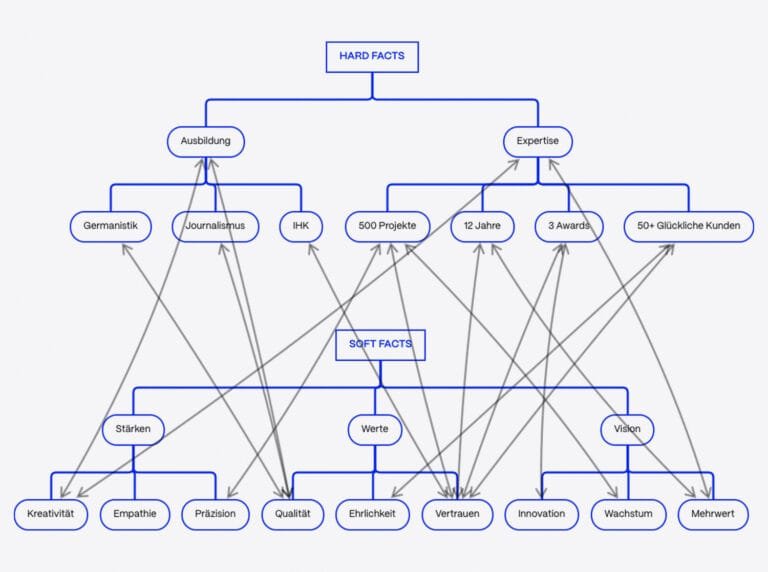 HARD FACTS
Ausbildung
Expertise
Germanistik
Journalismus
IHK
500 Projekte
12 Jahre
3 Awards
50+ Glückliche Kunden
SOFT FACTS
Stärken
Werte
Vision
Kreativität
Empathie
Präzision
Qualität
Ehrlichkeit
Vertrauen
Innovation
Wachstum
Mehrwert